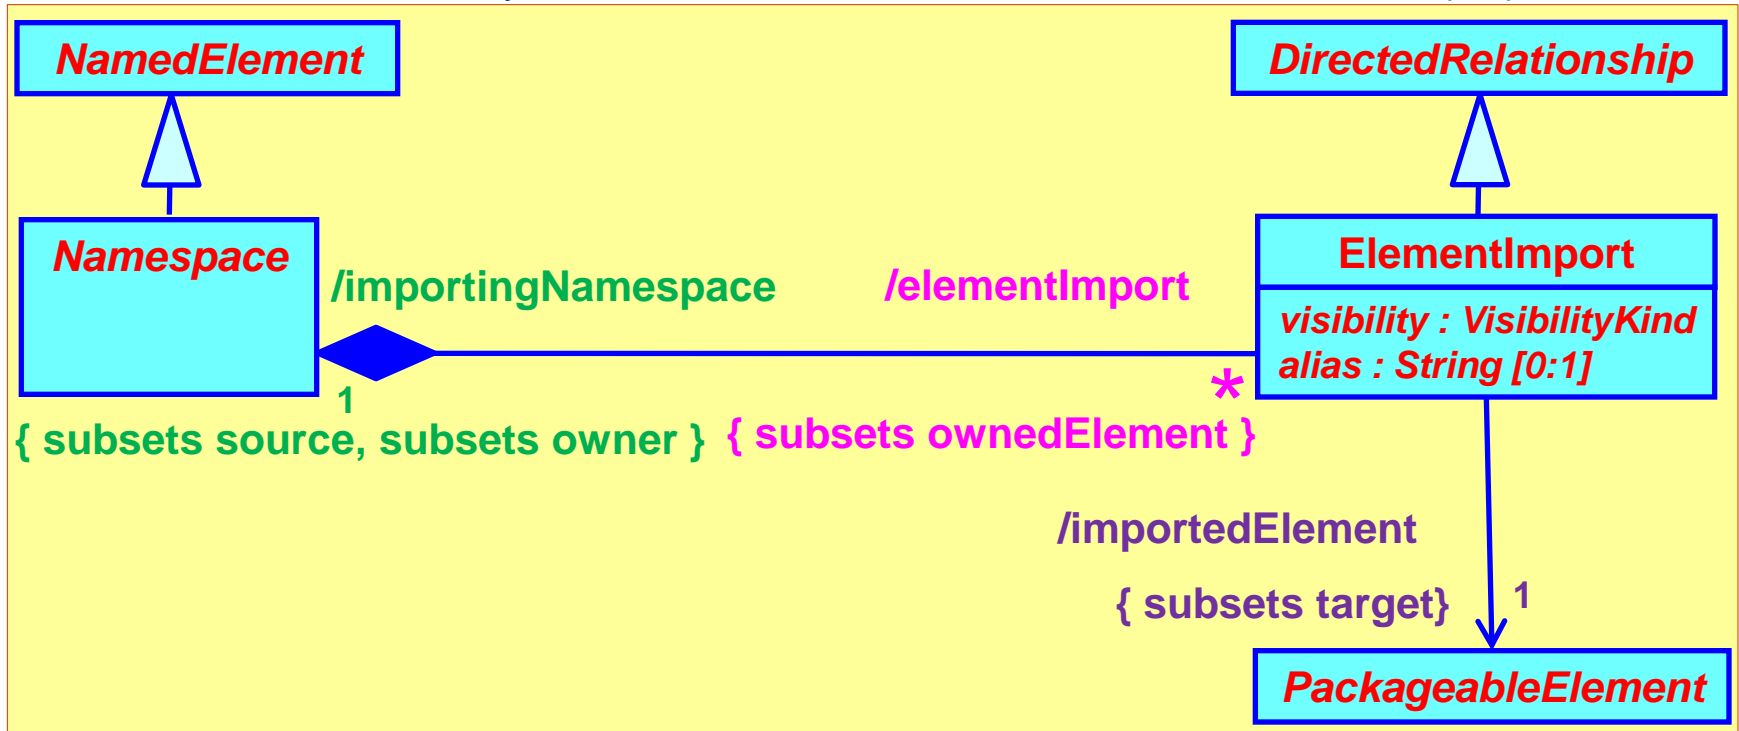 NamedElement
DirectedRelationship
Namespace
ElementImport
/importingNamespace
/elementImport
visibility : VisibilityKind
alias : String [0:1]
1
*
{ subsets source, subsets owner }
{ subsets ownedElement }
/importedElement
{ subsets target}
1
PackageableElement